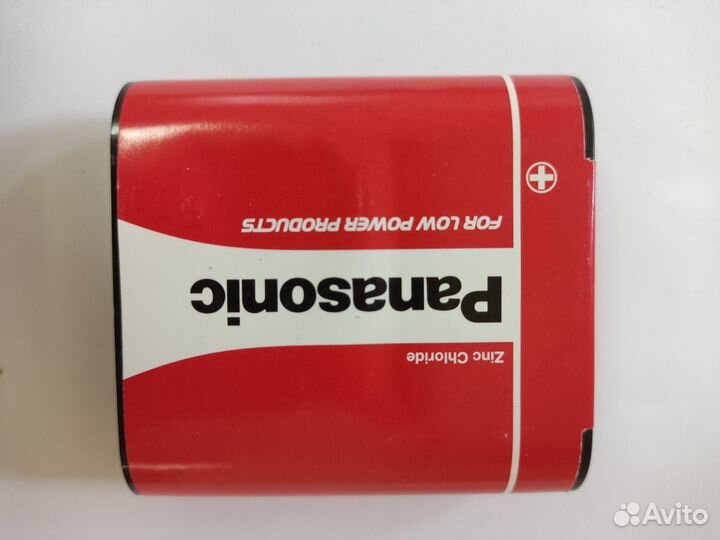 Zinc Chloride
Panasonic
FOR LOW POWER PRODUCTS
Avito